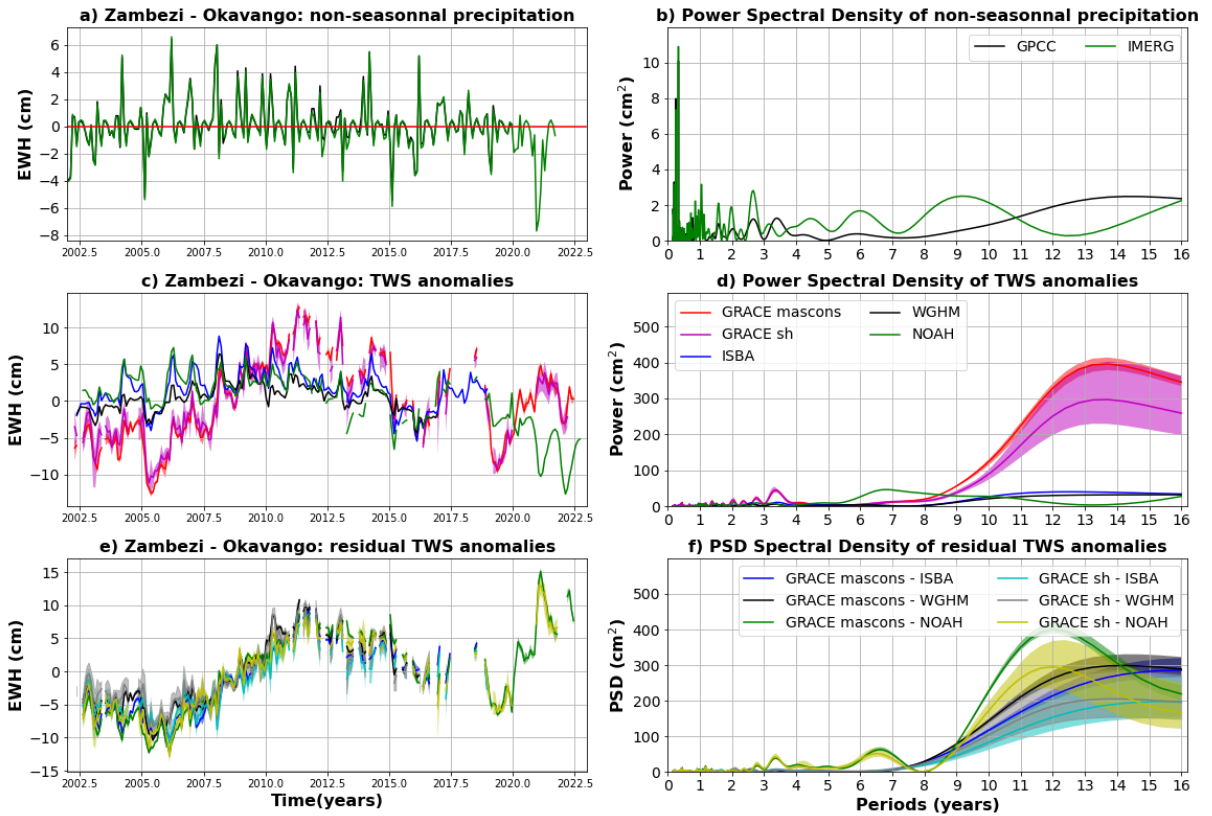 a) Zambezi - Okavango: non-seasonnal precipitation
EWH (cm)
6
4
2
0
−2
−4
−6
−8
2002.5 2005.0 2007.5 2010.0 2012.5 2015.0 2017.5 2020.0 2022.5
b) Power Spectral Density of non-seasonnal precipitation
GPCC IMERG
Power (cm²)
10
8
6
4
2
0
0 1 2 3 4 5 6 7 8 9 10 11 12 13 14 15 16
c) Zambezi - Okavango: TWS anomalies
EWH (cm)
10
5
0
−5
−10
2002.5 2005.0 2007.5 2010.0 2012.5 2015.0 2017.5 2020.0 2022.5
d) Power Spectral Density of TWS anomalies
GRACE mascons WGHM
GRACE sh NOAH
ISBA
Power (cm²)
500
400
300
200
100
0
0 1 2 3 4 5 6 7 8 9 10 11 12 13 14 15 16
e) Zambezi - Okavango: residual TWS anomalies
EWH (cm)
15
10
5
0
−5
−10
−15
2002.5 2005.0 2007.5 2010.0 2012.5 2015.0 2017.5 2020.0 2022.5
Time(years)
f) PSD Spectral Density of residual TWS anomalies
GRACE mascons - ISBA GRACE sh - ISBA
GRACE mascons - WGHM GRACE sh - WGHM
GRACE mascons - NOAH GRACE sh - NOAH
PSD (cm²)
500
400
300
200
100
0
0 1 2 3 4 5 6 7 8 9 10 11 12 13 14 15 16
Periods (years)